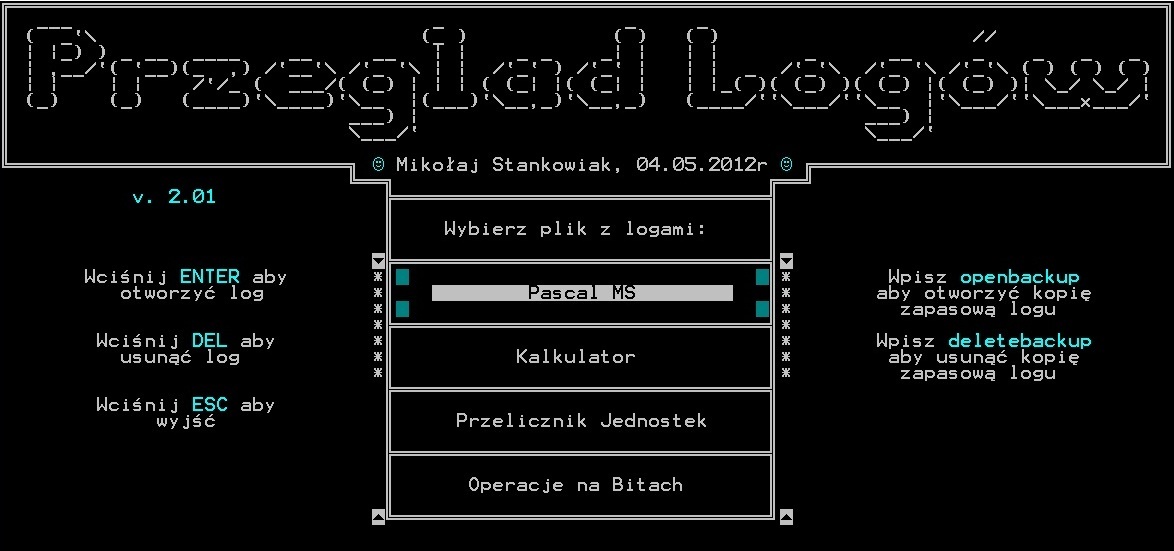 Przegląd Logów
Mikołaj Stankowiak, 04.05.2012r
v. 2.01
Wybierz plik z logami:
Wciśnij ENTER aby
otworzyć log
Wciśnij DEL aby
usunąć log
Wciśnij ESC aby
wyjść
Pascal MS
Kalkulator
Przelicznik Jednostek
Operacje na Bitach
Wpisz openbackup
aby otworzyć kopię
zapasową logu
Wpisz deletebackup
aby usunąć kopię
zapasową logu